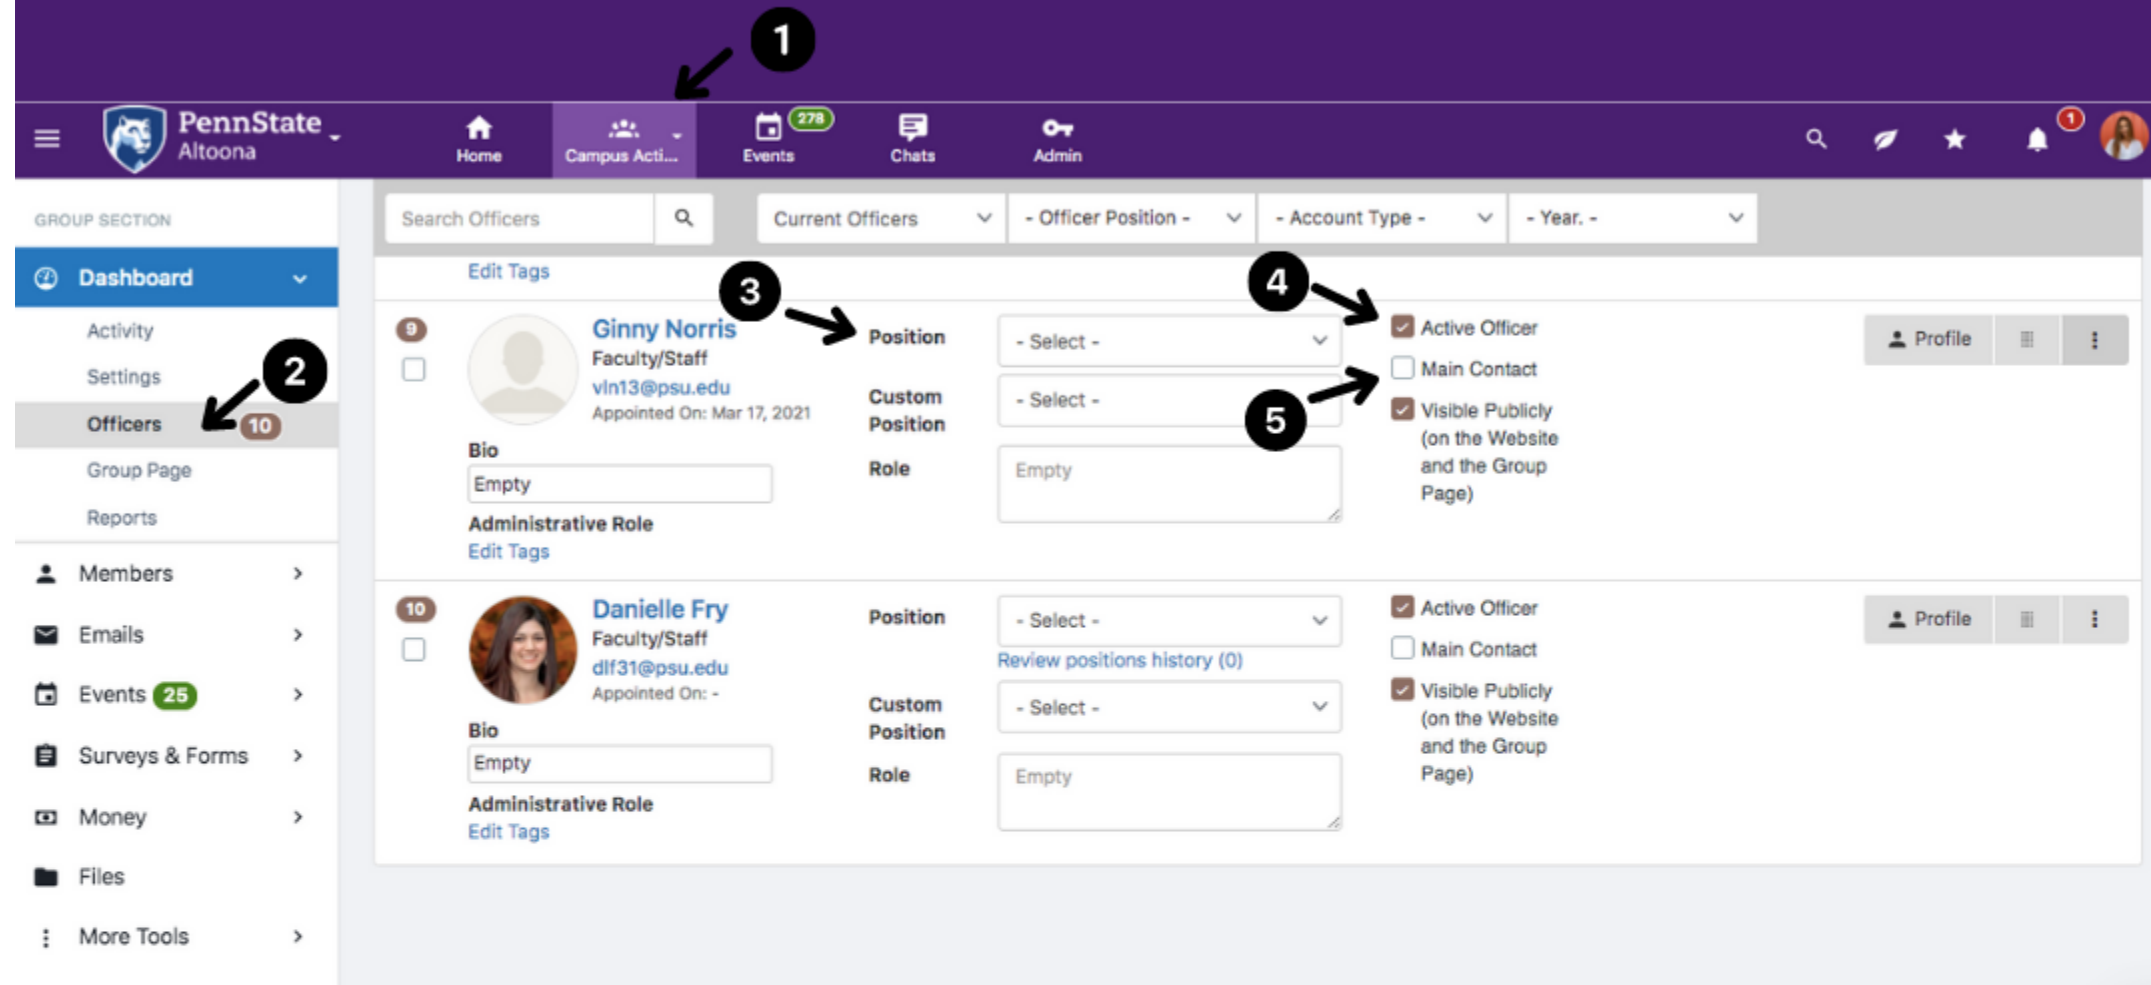 1
PennState
Altoona
Home
Campus Acti...
Events
278
Chats
Admin
1
GROUP SECTION
Search Officers
Current Officers
- Officer Position -
- Account Type -
- Year. -
Dashboard
Activity
Settings
2
Officers 10
Group Page
Reports
Members
Emails
Events 25
Surveys & Forms
Money
Files
More Tools
Edit Tags
3
4
5
9
Ginny Norris
Faculty/Staff
vln13@psu.edu
Appointed On: Mar 17, 2021
Bio
Empty
Administrative Role
Edit Tags
Position
- Select -
Custom
Position
- Select -
Role
Empty
Active Officer
Main Contact
Visible Publicly
(on the Website
and the Group
Page)
Profile
10
Danielle Fry
Faculty/Staff
dlf31@psu.edu
Appointed On: -
Bio
Empty
Administrative Role
Edit Tags
Position
- Select -
Review positions history (0)
Custom
Position
- Select -
Role
Empty
Active Officer
Main Contact
Visible Publicly
(on the Website
and the Group
Page)
Profile